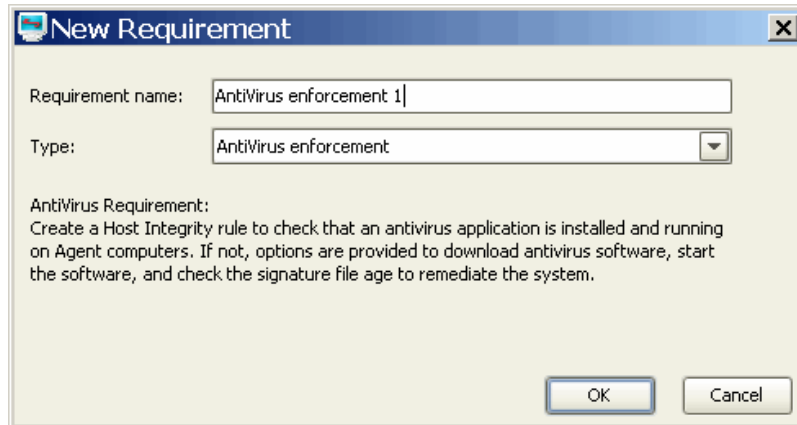 New Requirement
Requirement name: AntiVirus enforcement 1
Type: AntiVirus enforcement
AntiVirus Requirement:
Create a Host Integrity rule to check that an antivirus application is installed and running
on Agent computers. If not, options are provided to download antivirus software, start
the software, and check the signature file age to remediate the system.
OK Cancel